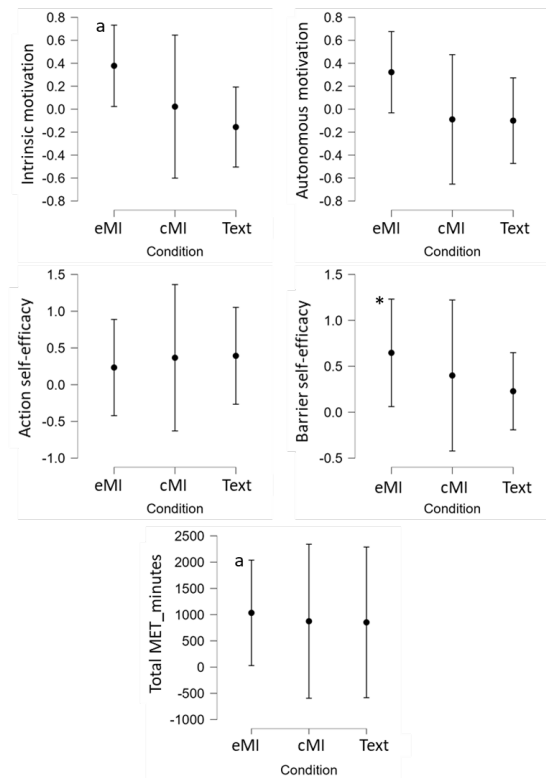 Intrinsic motivation
a
0.8
0.6
0.4
0.2
0.0
-0.2
-0.4
-0.6
-0.8
eMI cMI Text
Condition
Autonomous motivation
0.8
0.6
0.4
0.2
0.0
-0.2
-0.4
-0.6
-0.8
eMI cMI Text
Condition
Action self-efficacy
1.5
1.0
0.5
0.0
-0.5
-1.0
eMI cMI Text
Condition
Barrier self-efficacy
*
1.5
1.0
0.5
0.0
-0.5
eMI cMI Text
Condition
Total MET_minutes
a
2500
2000
1500
1000
500
0
-500
-1000
eMI cMI Text
Condition